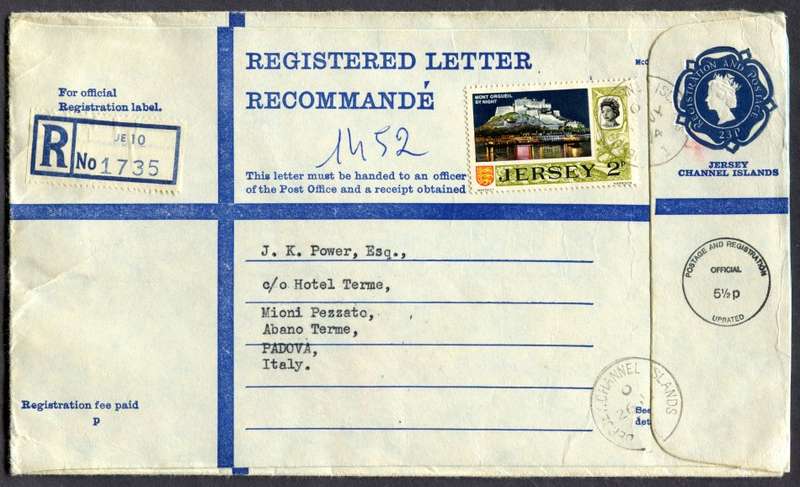 REGISTERED LETTER
RECOMMANDÉ
For official
Registration label.
R
JE 10
No 1735
1452
This letter must be handed to an officer
of the Post Office and a receipt obtained
MONT ORGUEIL
BY NIGHT
JERSEY 2P
REGISTRATION AND POSTAGE
23P
JERSEY
CHANNEL ISLANDS
J. K. Power, Esq.,
c/o Hotel Terme,
Mioni Pezzato,
Abano Terme,
PADOVA,
Italy.
POSTAGE AND REGISTRATION
OFFICIAL
5½p
UPRATED
CHANNEL ISLANDS
Registration fee paid
p